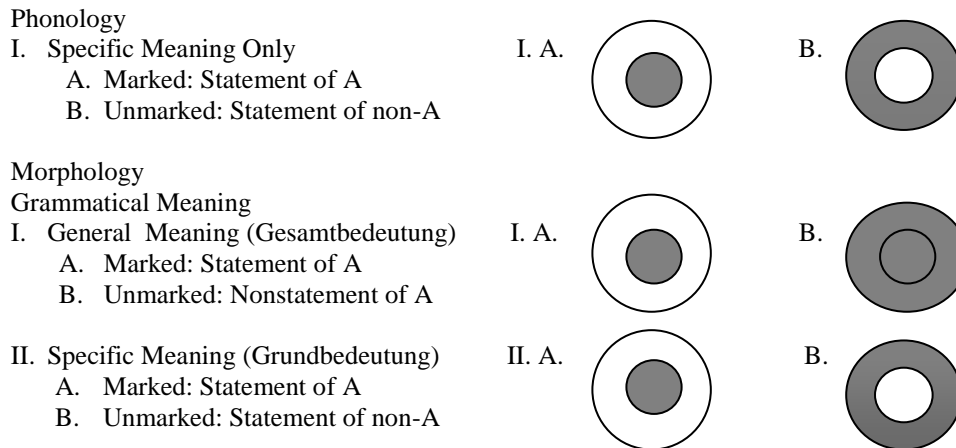 Phonology
I. Specific Meaning Only I. A. B.
A. Marked: Statement of A
B. Unmarked: Statement of non-A
Morphology
Grammatical Meaning
I. General Meaning (Gesamtbedeutung) I. A. B.
A. Marked: Statement of A
B. Unmarked: Nonstatement of A
II. Specific Meaning (Grundbedeutung) II. A. B.
A. Marked: Statement of A
B. Unmarked: Statement of non-A